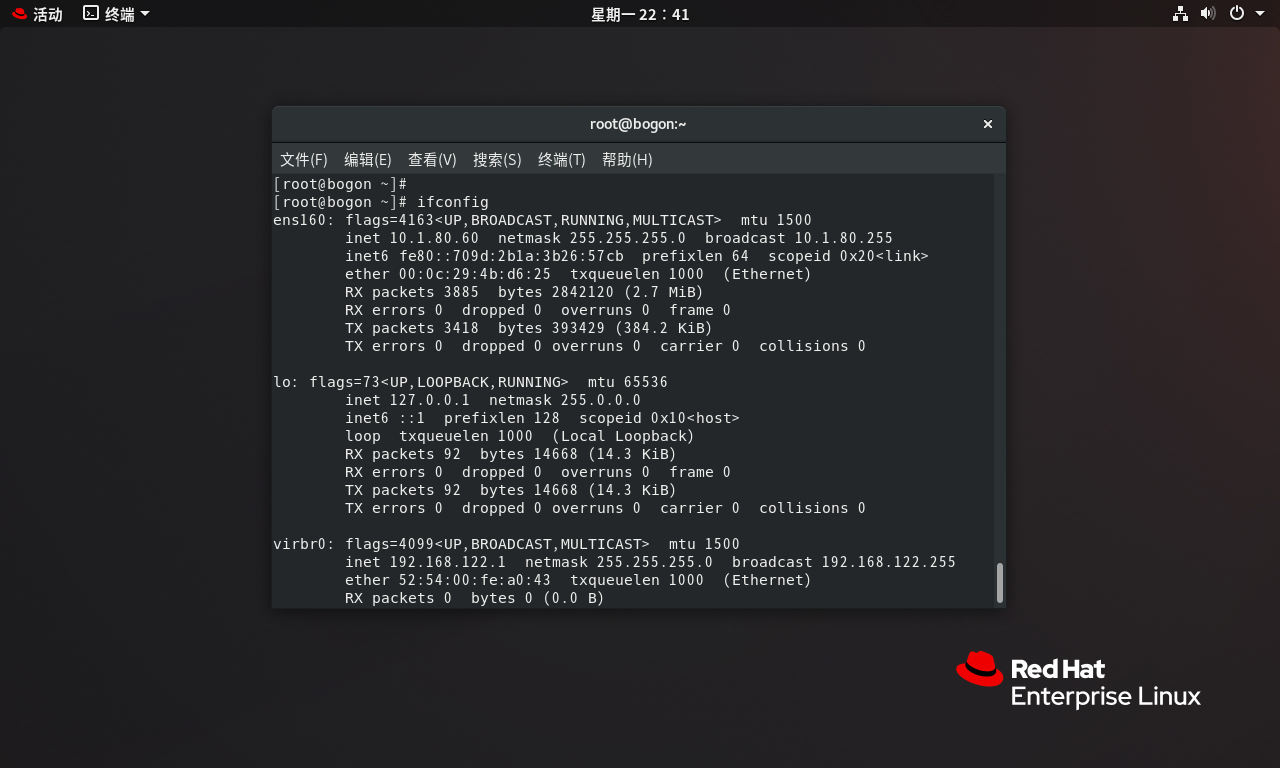 活动 终端 星期一 22：41
root@bogon:~
文件(F) 编辑(E) 查看(V) 搜索(S) 终端(T) 帮助(H)
[root@bogon ~]#
[root@bogon ~]# ifconfig
ens160: flags=4163<UP,BROADCAST,RUNNING,MULTICAST>  mtu 1500
        inet 10.1.80.60  netmask 255.255.255.0  broadcast 10.1.80.255
        inet6 fe80::709d:2b1a:3b26:57cb  prefixlen 64  scopeid 0x20<link>
        ether 00:0c:29:4b:d6:25  txqueuelen 1000  (Ethernet)
        RX packets 3885  bytes 2842120 (2.7 MiB)
        RX errors 0  dropped 0  overruns 0  frame 0
        TX packets 3418  bytes 393429 (384.2 KiB)
        TX errors 0  dropped 0 overruns 0  carrier 0  collisions 0
lo: flags=73<UP,LOOPBACK,RUNNING>  mtu 65536
        inet 127.0.0.1  netmask 255.0.0.0
        inet6 ::1  prefixlen 128  scopeid 0x10<host>
        loop  txqueuelen 1000  (Local Loopback)
        RX packets 92  bytes 14668 (14.3 KiB)
        RX errors 0  dropped 0  overruns 0  frame 0
        TX packets 92  bytes 14668 (14.3 KiB)
        TX errors 0  dropped 0 overruns 0  carrier 0  collisions 0
virbr0: flags=4099<UP,BROADCAST,MULTICAST>  mtu 1500
        inet 192.168.122.1  netmask 255.255.255.0  broadcast 192.168.122.255
        ether 52:54:00:fe:a0:43  txqueuelen 1000  (Ethernet)
        RX packets 0  bytes 0 (0.0 B)
Red Hat
Enterprise Linux